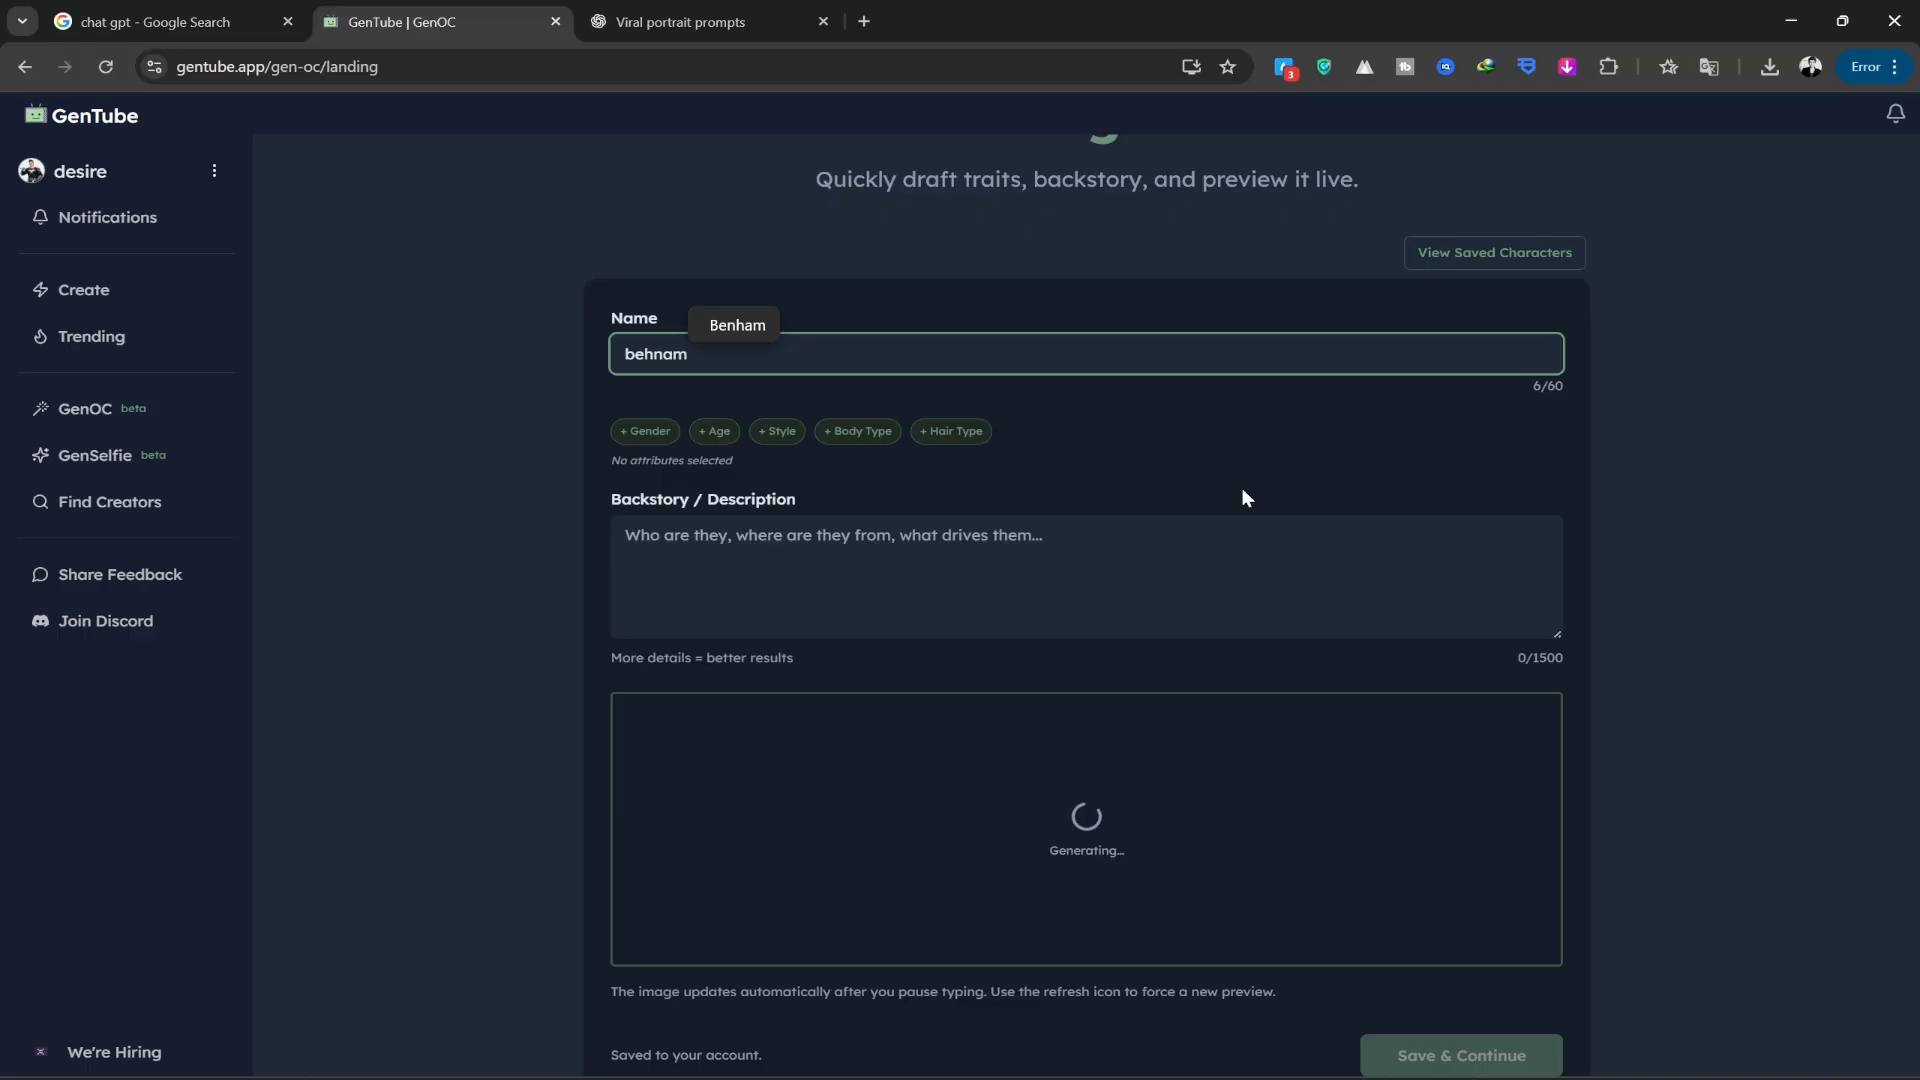 chat gpt - Google Search
GenTube | GenOC
Viral portrait prompts
gentube.app/gen-oc/landing
3
tb
Error
GenTube
desire
Notifications
Create
Trending
GenOC beta
GenSelfie beta
Find Creators
Share Feedback
Join Discord
We're Hiring
Quickly draft traits, backstory, and preview it live.
View Saved Characters
Name
Benham
behnam
6/60
+ Gender
+ Age
+ Style
+ Body Type
+ Hair Type
No attributes selected
Backstory / Description
Who are they, where are they from, what drives them...
More details = better results
0/1500
Generating...
The image updates automatically after you pause typing. Use the refresh icon to force a new preview.
Saved to your account.
Save & Continue